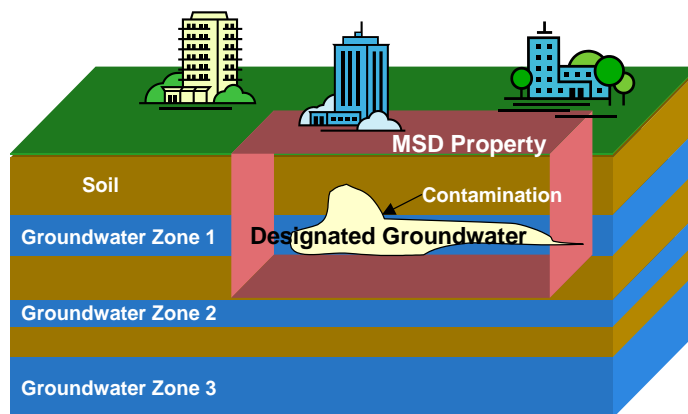 MSD Property
Soil
Contamination
Groundwater Zone 1
Designated Groundwater
Groundwater Zone 2
Groundwater Zone 3